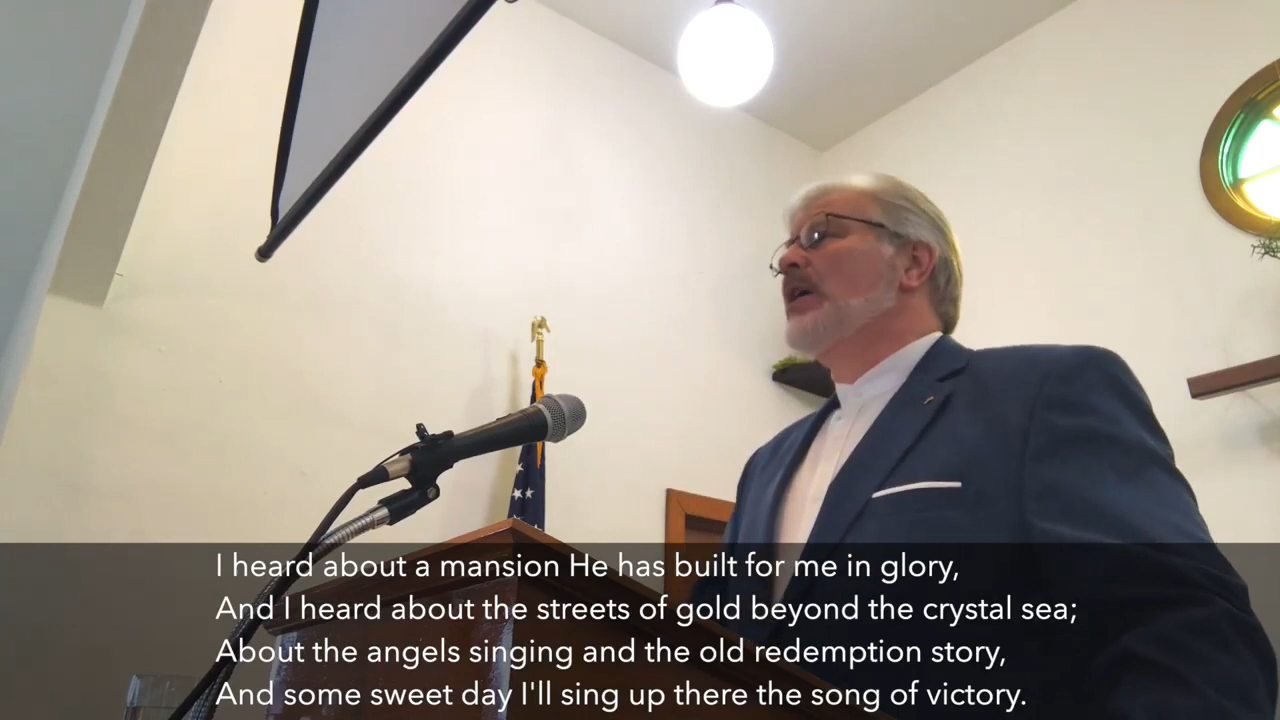 I heard about a mansion He has built for me in glory,
And I heard about the streets of gold beyond the crystal sea;
About the angels singing and the old redemption story,
And some sweet day I'll sing up there the song of victory.